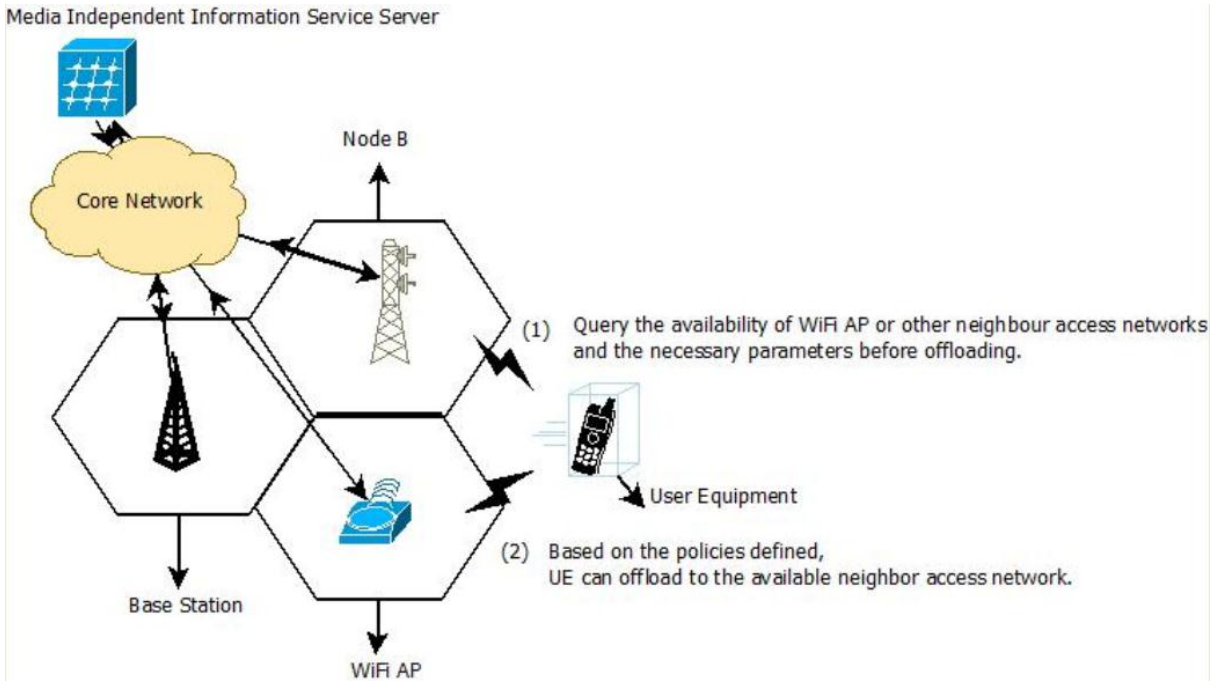 Media Independent Information Service Server
Node B
Core Network
(1) Query the availability of WiFi AP or other neighbour access networks
and the necessary parameters before offloading.
User Equipment
(2) Based on the policies defined,
UE can offload to the available neighbor access network.
Base Station
WiFi AP